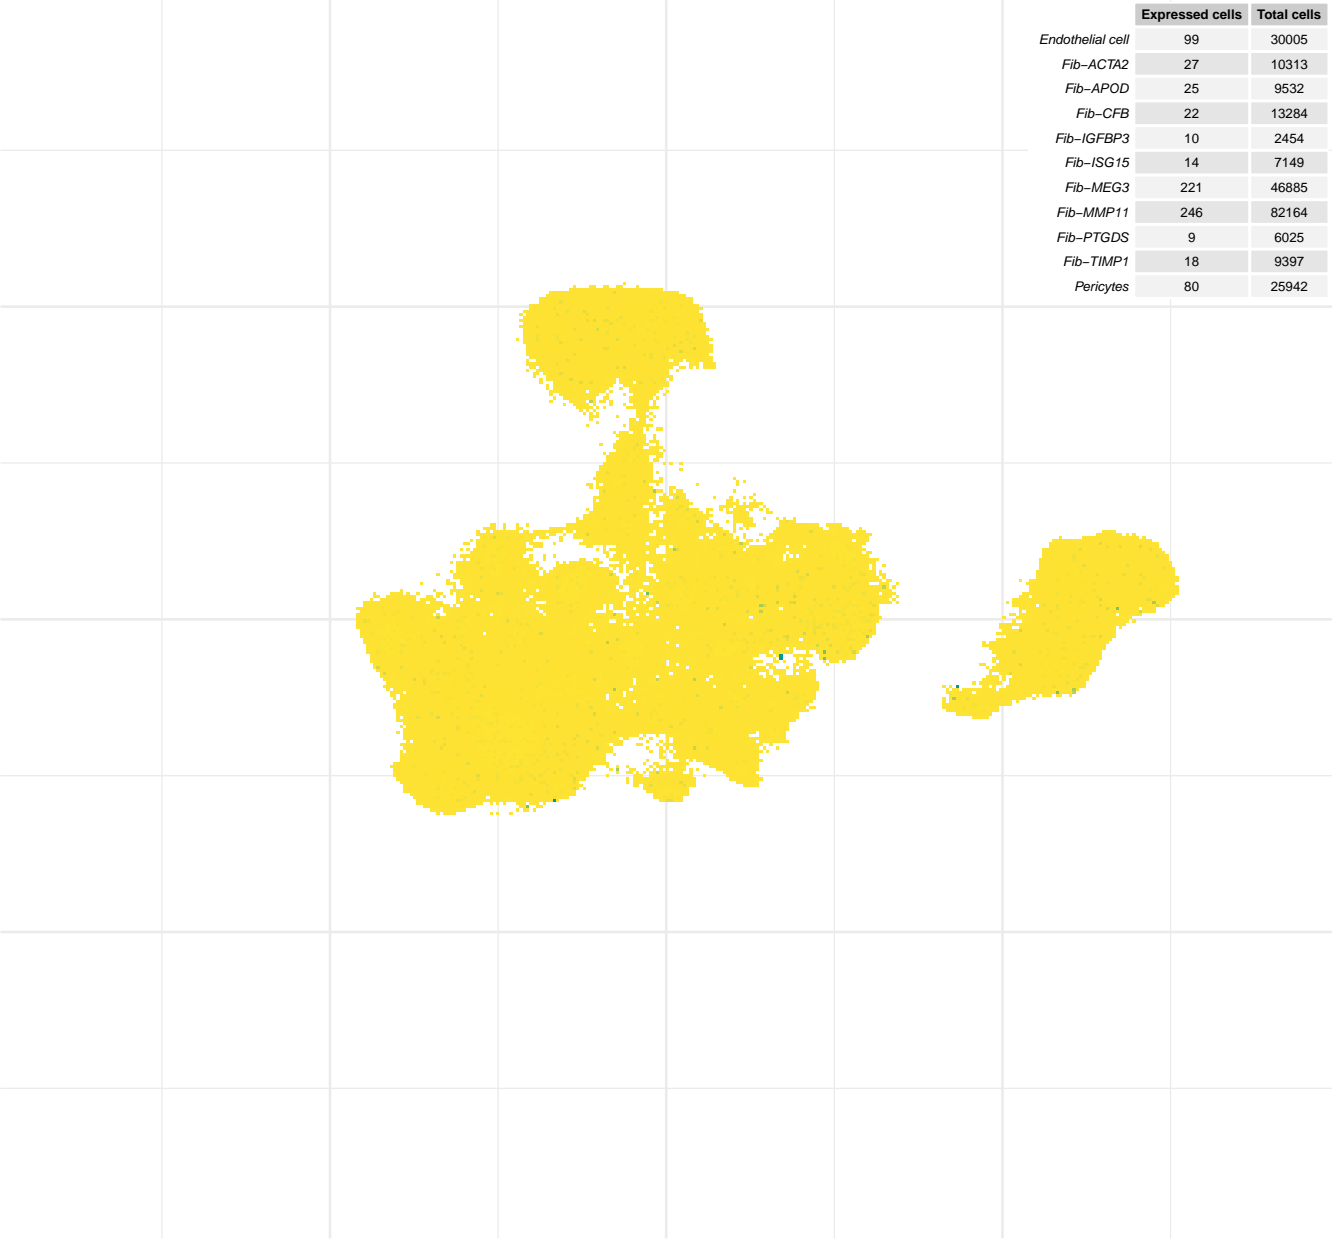 Expressed cells Total cells
Endothelial cell 99 30005
Fib−ACTA2 27 10313
Fib−APOD 25 9532
Fib−CFB 22 13284
Fib−IGFBP3 10 2454
Fib−ISG15 14 7149
Fib−MEG3 221 46885
Fib−MMP11 246 82164
Fib−PTGDS 9 6025
Fib−TIMP1 18 9397
Pericytes 80 25942